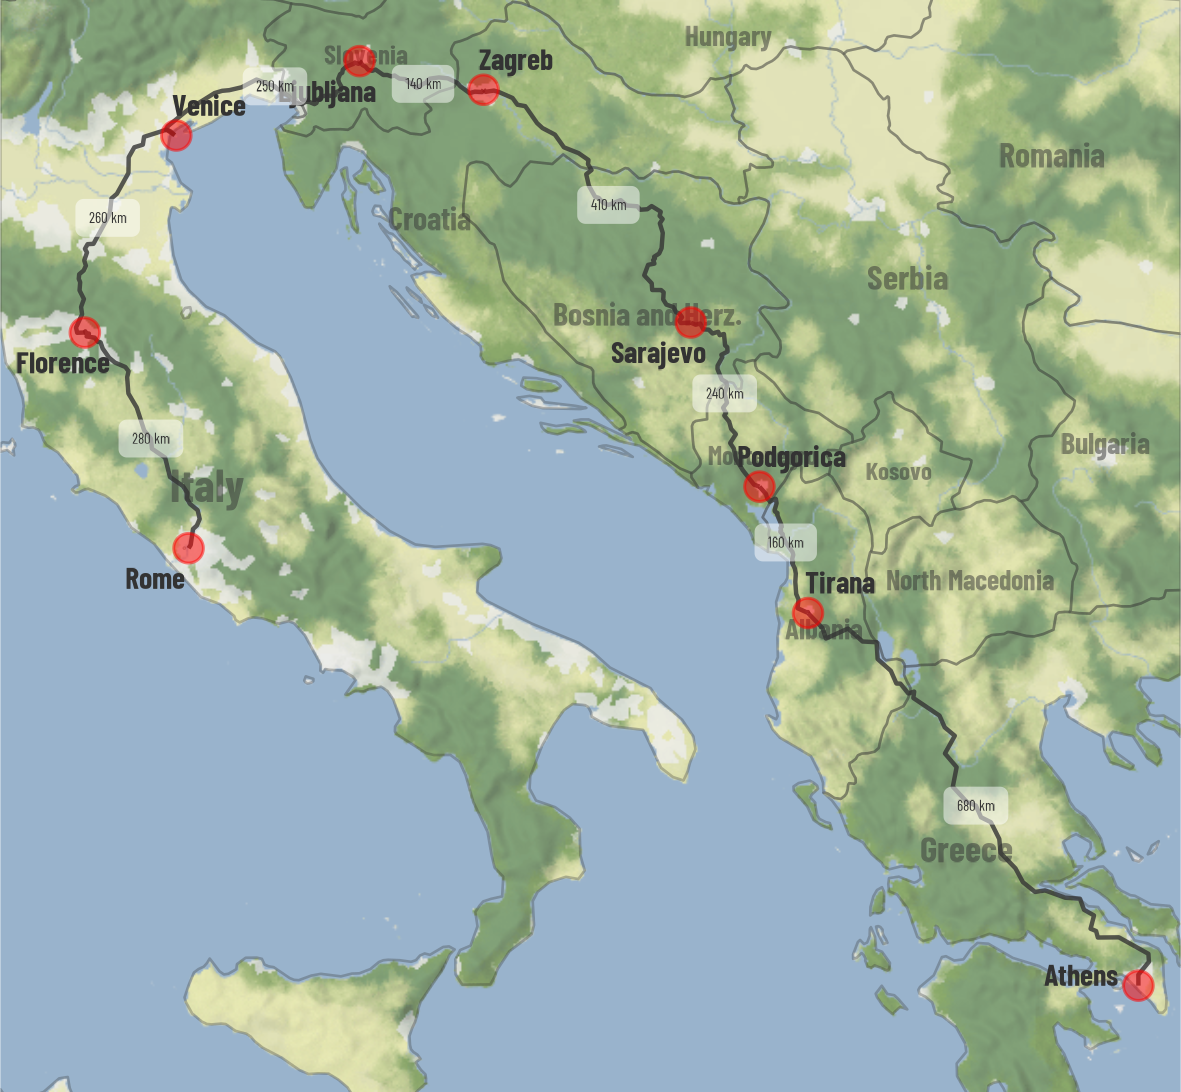 Hungary
Slovenia
Zagreb
250 km
140 km
Ljubljana
Venice
Romania
410 km
260 km
Croatia
Serbia
Bosnia and Herz.
Sarajevo
Florence
240 km
280 km
Bulgaria
Podgorica
Kosovo
Italy
160 km
Rome
Tirana
North Macedonia
Albania
680 km
Greece
Athens